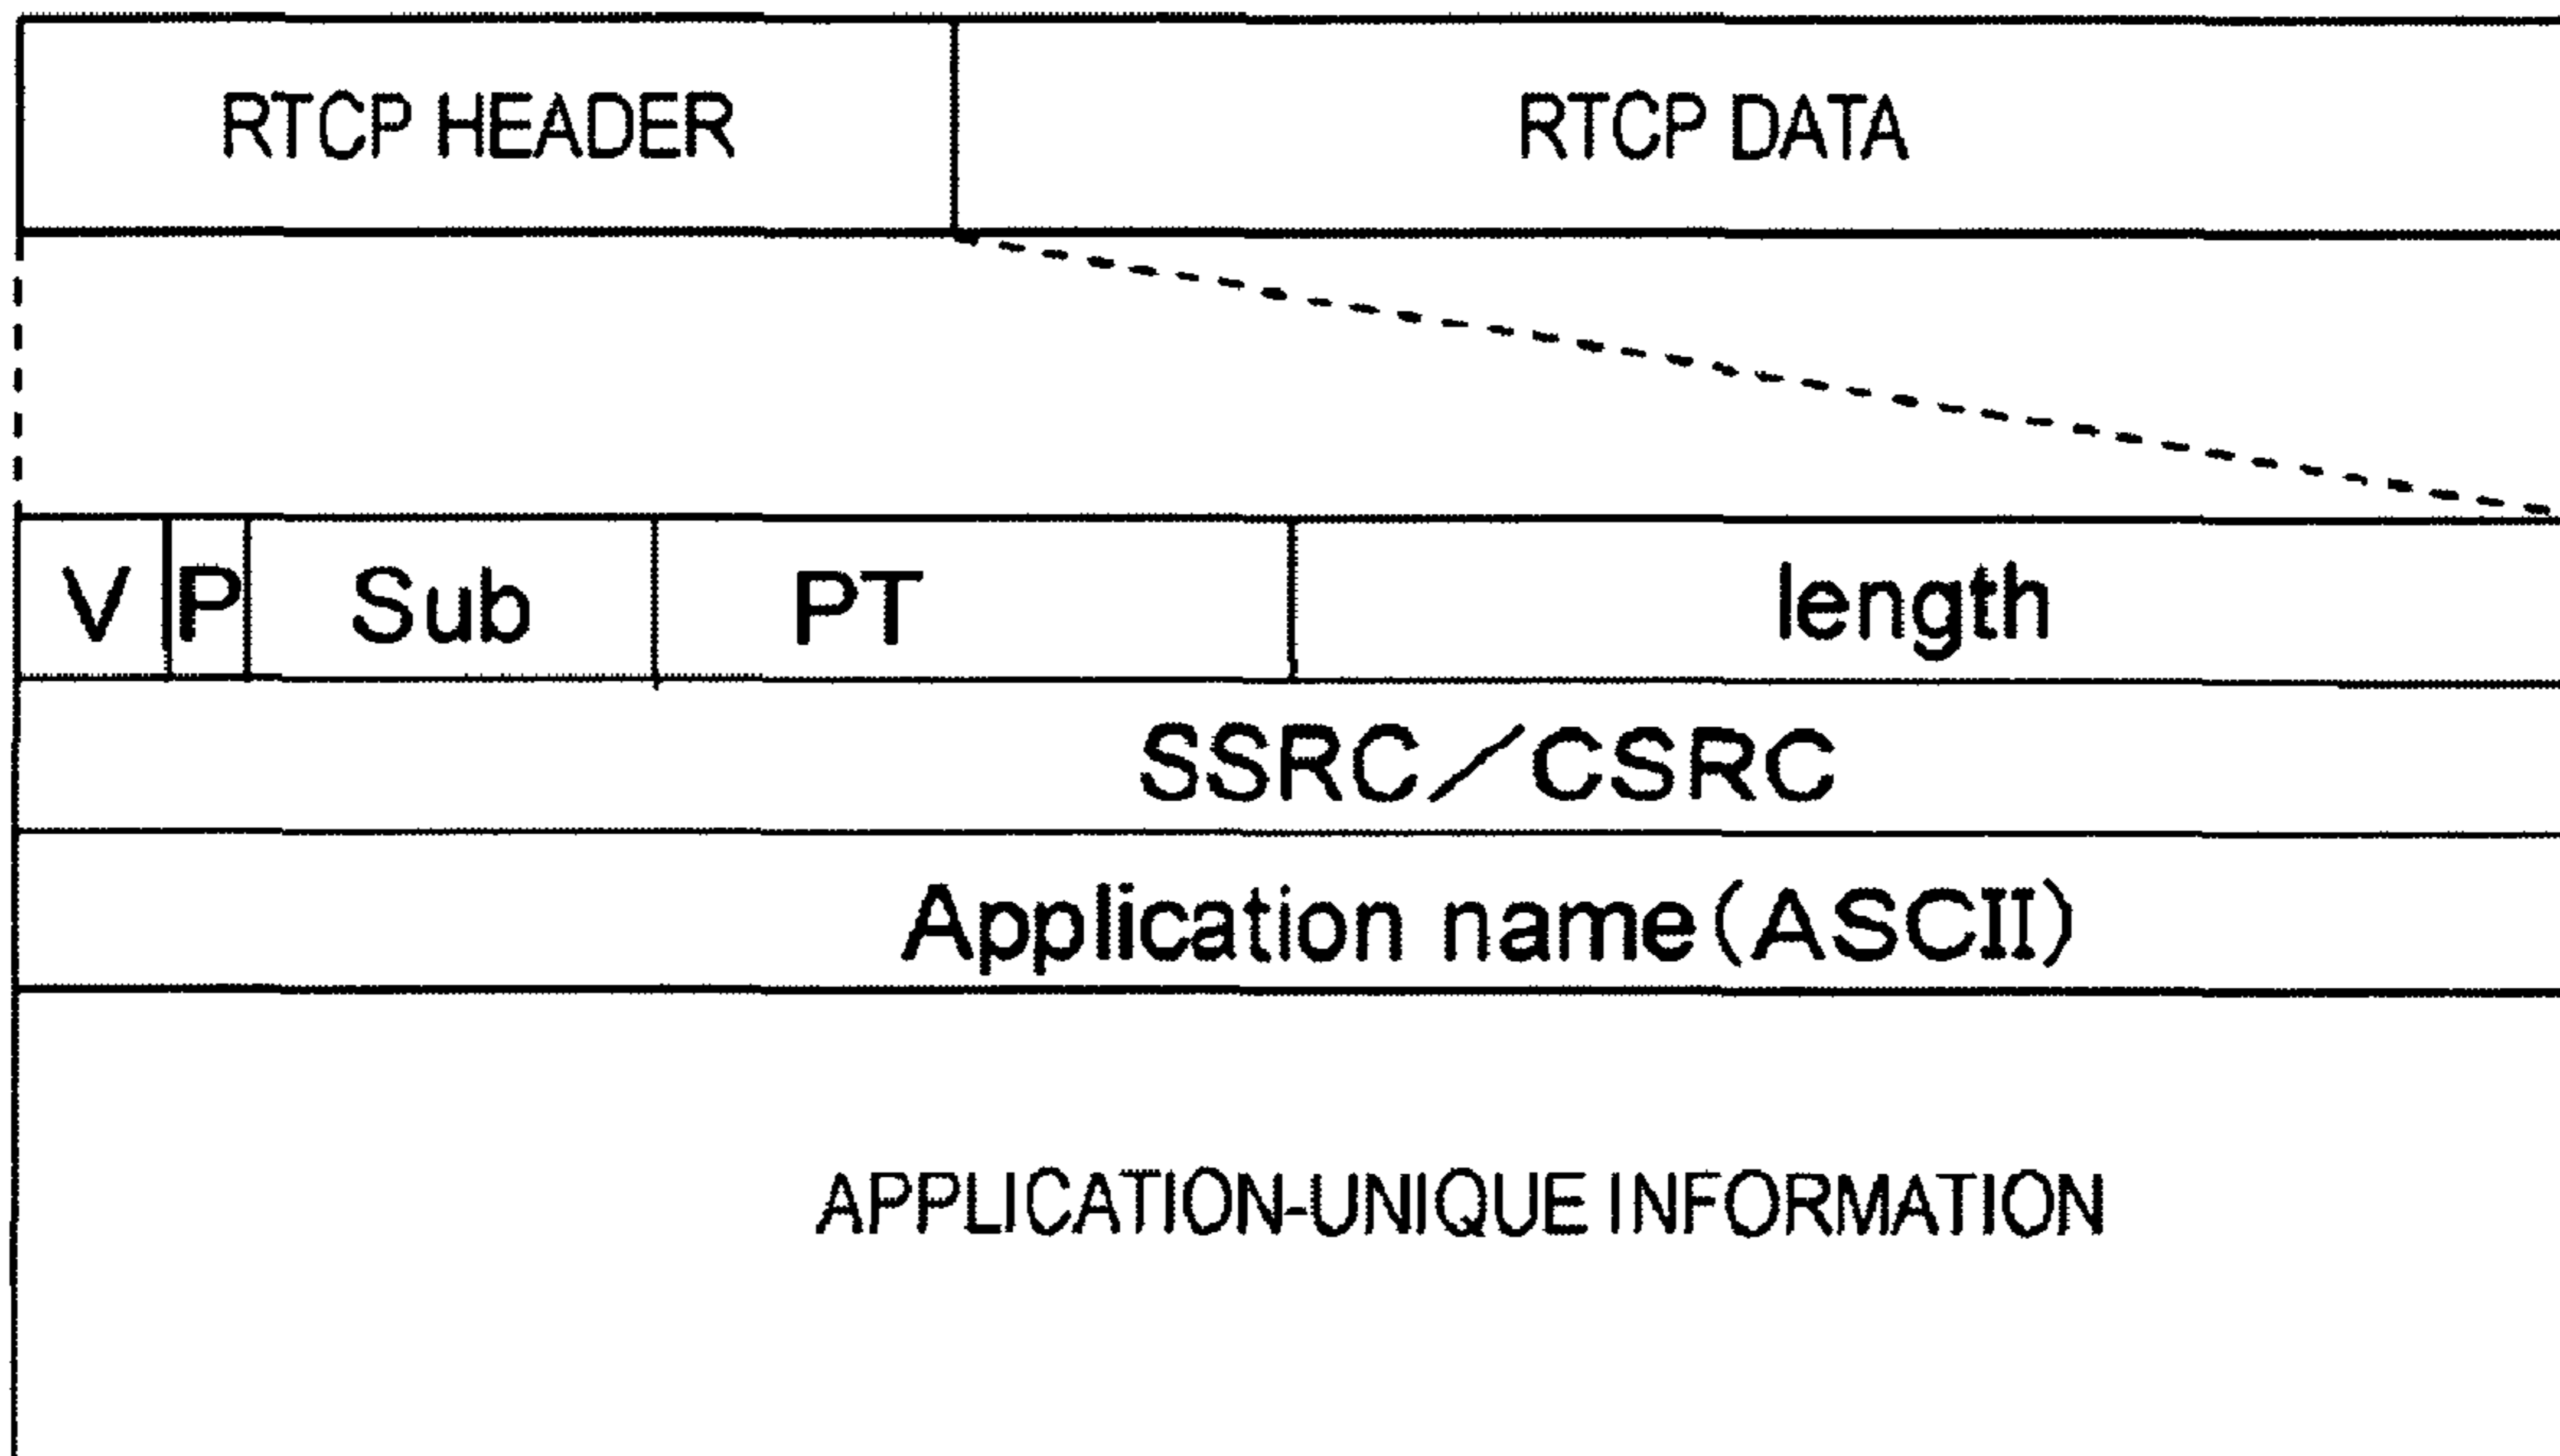 RTCP HEADER RTCP DATA
V P Sub PT length
SSRC／CSRC
Application name(ASCII)
APPLICATION-UNIQUE INFORMATION